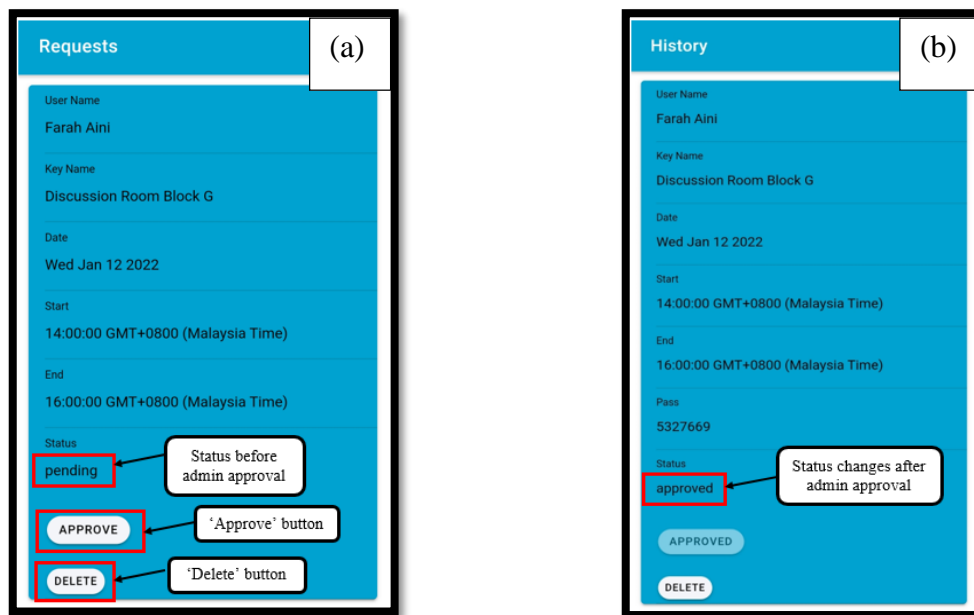 Requests
(a)
User Name
Farah Aini
Key Name
Discussion Room Block G
Date
Wed Jan 12 2022
Start
14:00:00 GMT+0800 (Malaysia Time)
End
16:00:00 GMT+0800 (Malaysia Time)
Status
pending
Status before
admin approval
APPROVE
‘Approve’ button
DELETE
‘Delete’ button
History
(b)
User Name
Farah Aini
Key Name
Discussion Room Block G
Date
Wed Jan 12 2022
Start
14:00:00 GMT+0800 (Malaysia Time)
End
16:00:00 GMT+0800 (Malaysia Time)
Pass
5327669
Status
approved
Status changes after
admin approval
APPROVED
DELETE